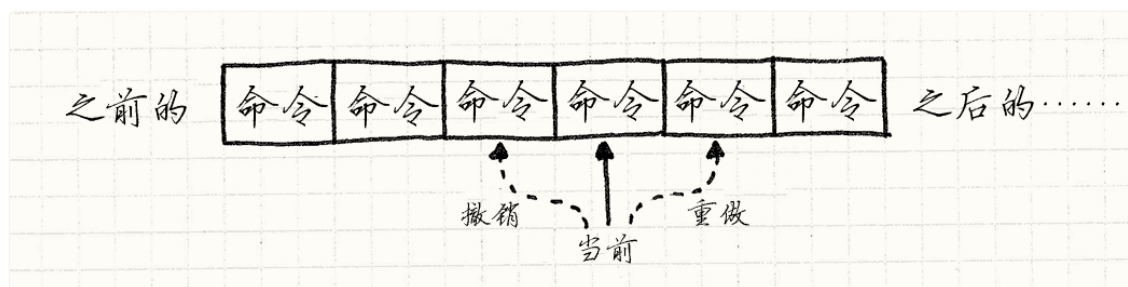 之前的 命令 命令 命令 命令 命令 命令 之后的……
撤销 重做
当前